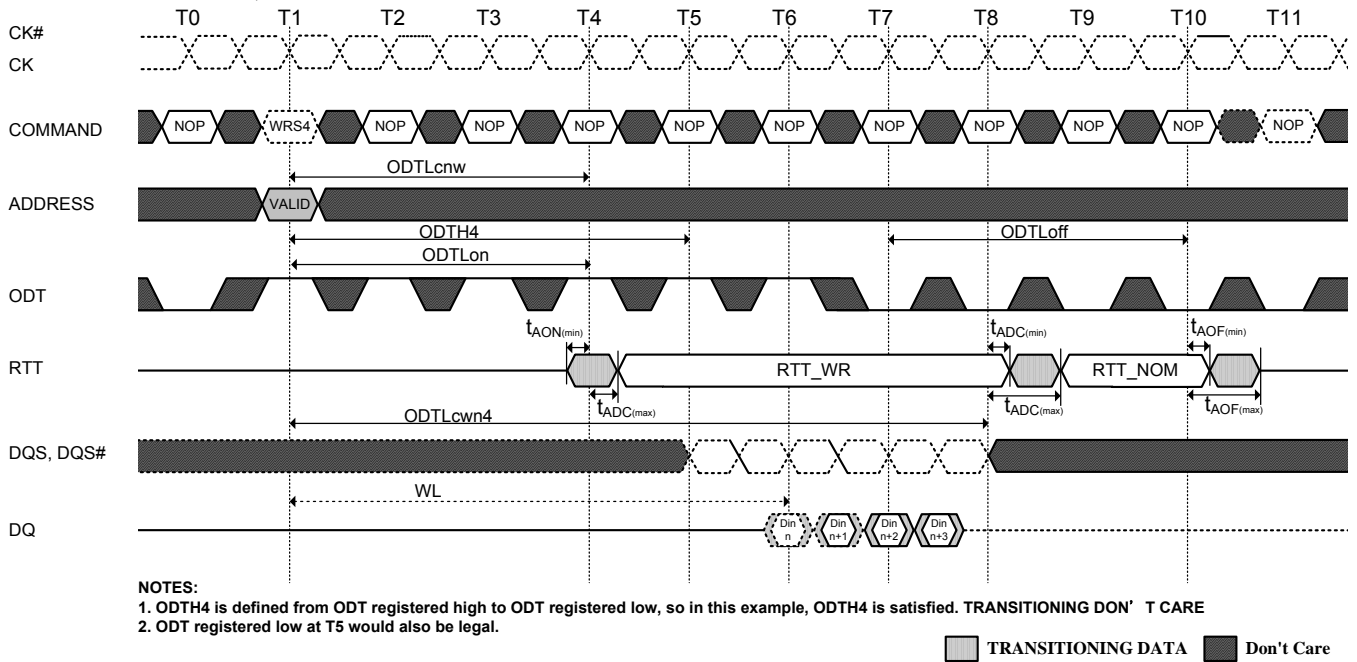 T0 T1 T2 T3 T4 T5 T6 T7 T8 T9 T10 T11
CK#
CK
COMMAND NOP WRS4 NOP NOP NOP NOP NOP NOP NOP NOP NOP NOP
ODTLcnw
ADDRESS VALID
ODTH4 ODTLoff
ODTLon
ODT
tAON(min) tADC(min) tAOF(min)
RTT RTT_WR RTT_NOM
tADC(max) tADC(max) tAOF(max)
ODTLcwn4
DQS, DQS#
WL
DQ Din n Din n+1 Din n+2 Din n+3
NOTES:
1. ODTH4 is defined from ODT registered high to ODT registered low, so in this example, ODTH4 is satisfied. TRANSITIONING DON' T CARE
2. ODT registered low at T5 would also be legal.
TRANSITIONING DATA Don't Care